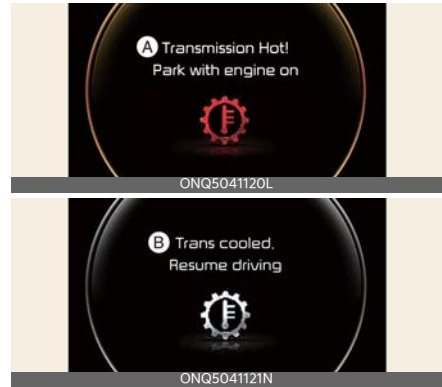 A Transmission Hot!
Park with engine on
ONQ5041120L
B Trans cooled,
Resume driving
ONQ5041121N